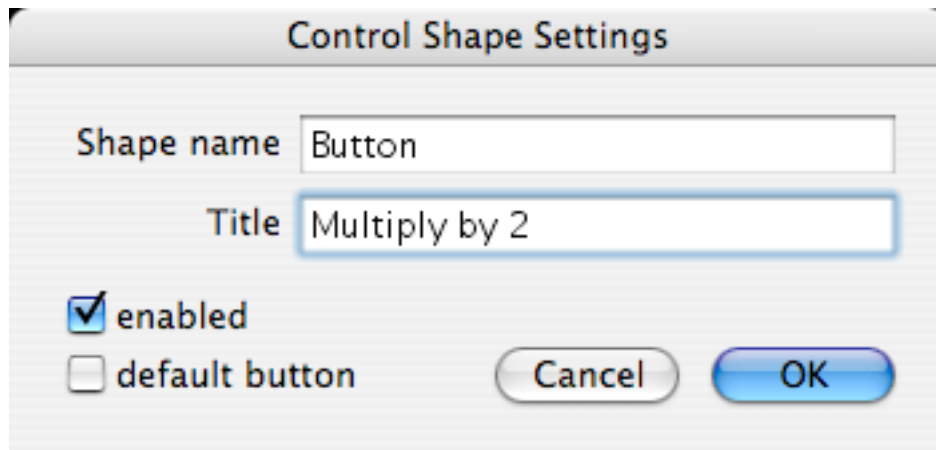 Control Shape Settings
Shape name Button
Title Multiply by 2
enabled
default button Cancel OK